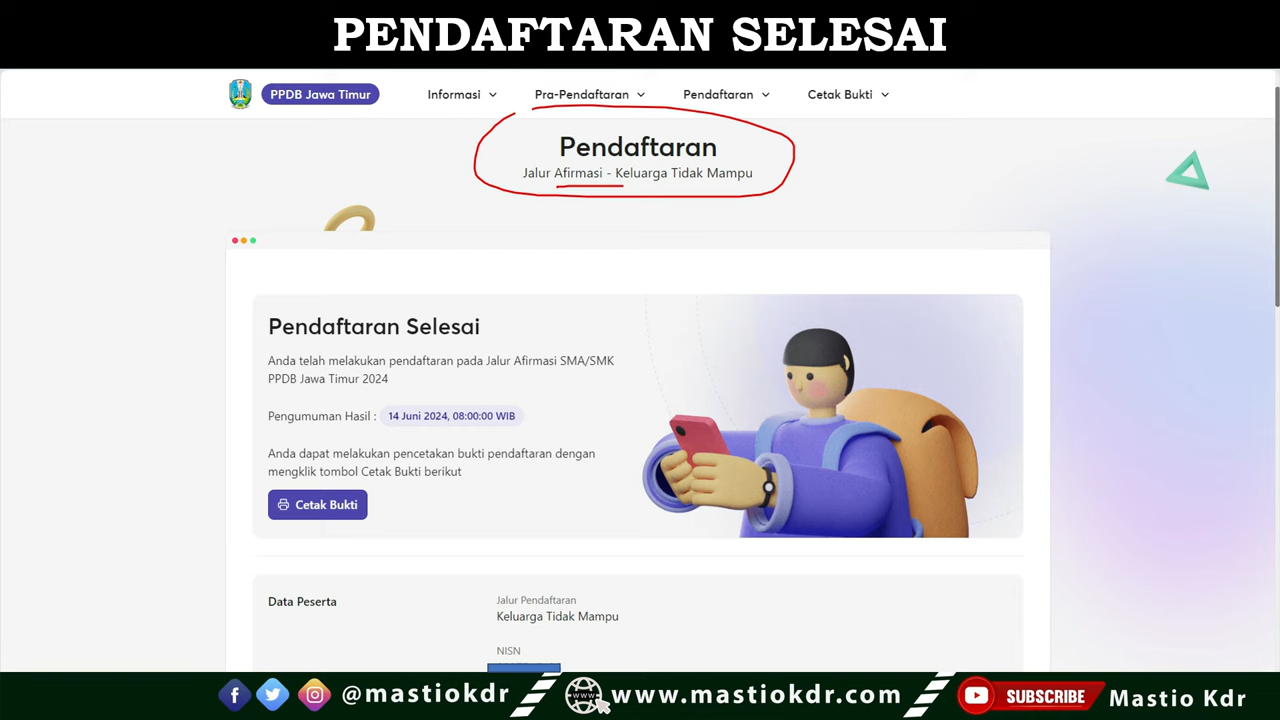 PENDAFTARAN SELESAI
PPDB Jawa Timur
Informasi
Pra-Pendaftaran
Pendaftaran
Cetak Bukti
Pendaftaran
Jalur Afirmasi - Keluarga Tidak Mampu
Pendaftaran Selesai
Anda telah melakukan pendaftaran pada Jalur Afirmasi SMA/SMK
PPDB Jawa Timur 2024
Pengumuman Hasil : 14 Juni 2024, 08:00:00 WIB
Anda dapat melakukan pencetakan bukti pendaftaran dengan
mengklik tombol Cetak Bukti berikut
Cetak Bukti
Data Peserta
Jalur Pendaftaran
Keluarga Tidak Mampu
NISN
@mastiokdr
WWW
www.mastiokdr.com
SUBSCRIBE
Mastio Kdr